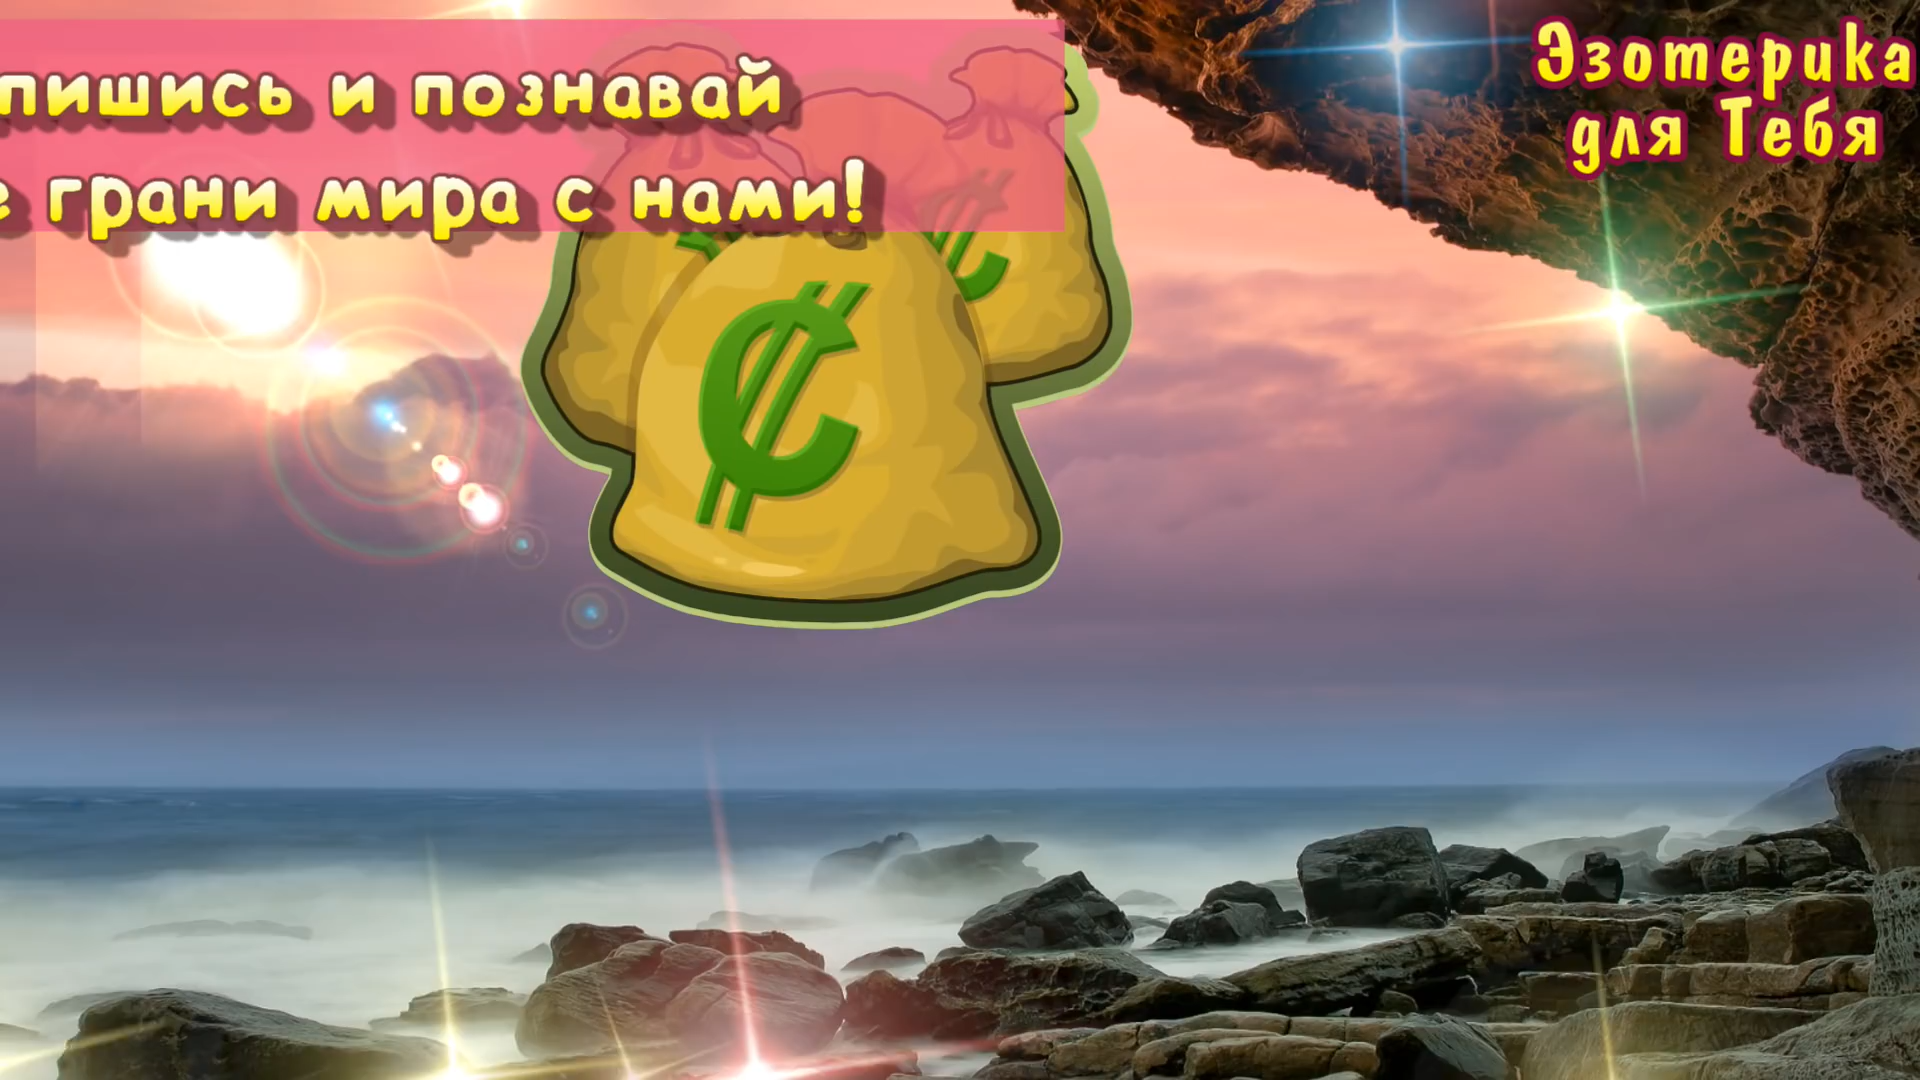 пишись и познавай
е грани мира с нами!
Эзотерика
для Тебя
₡